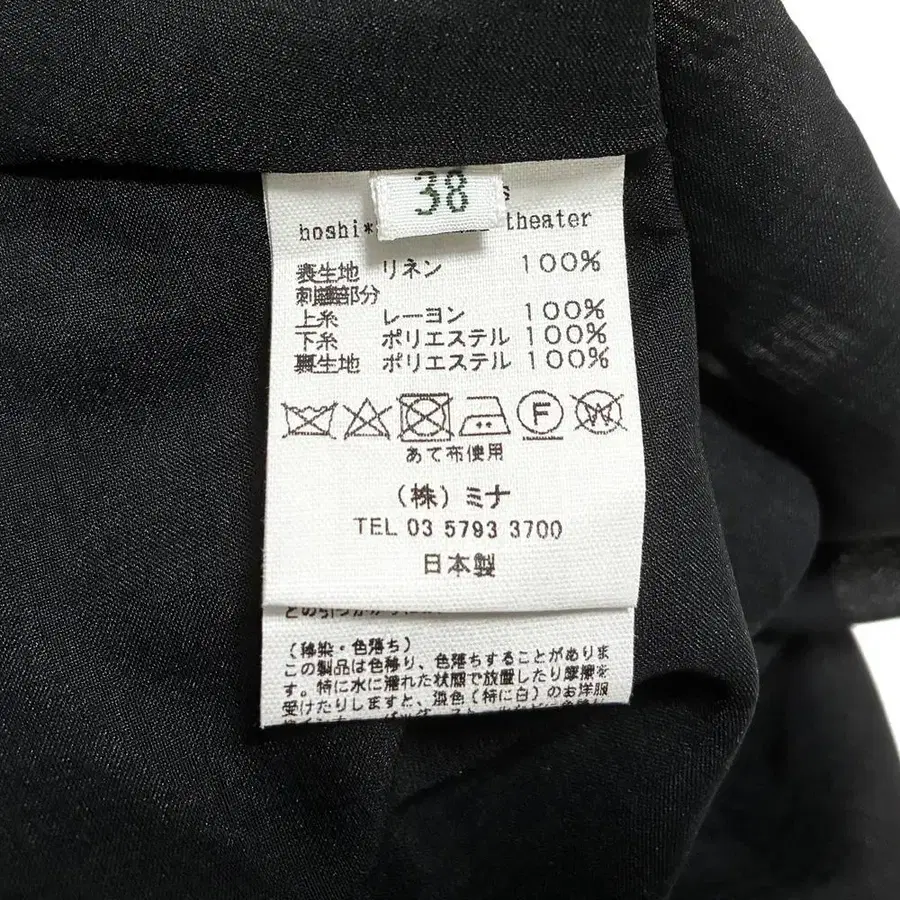 38
hoshi* theater
表生地 リネン 100%
刺繍部分
上糸 レーヨン 100%
下糸 ポリエステル 100%
裏生地 ポリエステル 100%
F W
あて布使用
(株)ミナ
TEL 03 5793 3700
日本製
(移染・色落ち)
この製品は色移り、色落ちすることがありま
す。特に水に濡れた状態で放置したり摩擦を
受けたりしますと、淡色(特に白)のお洋服